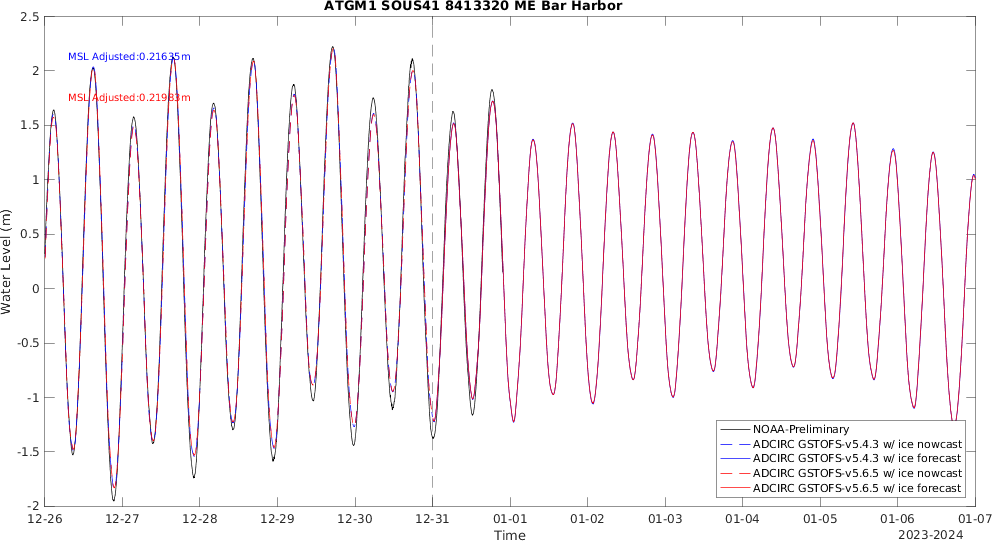 ATGM1 SOUS41 8413320 ME Bar Harbor
2.5
2
1.5
1
0.5
0
-0.5
-1
-1.5
-2
Water Level (m)
MSL Adjusted:0.21635m
MSL Adjusted:0.21983m
NOAA-Preliminary
ADCIRC GSTOFS-v5.4.3 w/ ice nowcast
ADCIRC GSTOFS-v5.4.3 w/ ice forecast
ADCIRC GSTOFS-v5.6.5 w/ ice nowcast
ADCIRC GSTOFS-v5.6.5 w/ ice forecast
12-26 12-27 12-28 12-29 12-30 12-31 01-01 01-02 01-03 01-04 01-05 01-06 01-07
Time
2023-2024